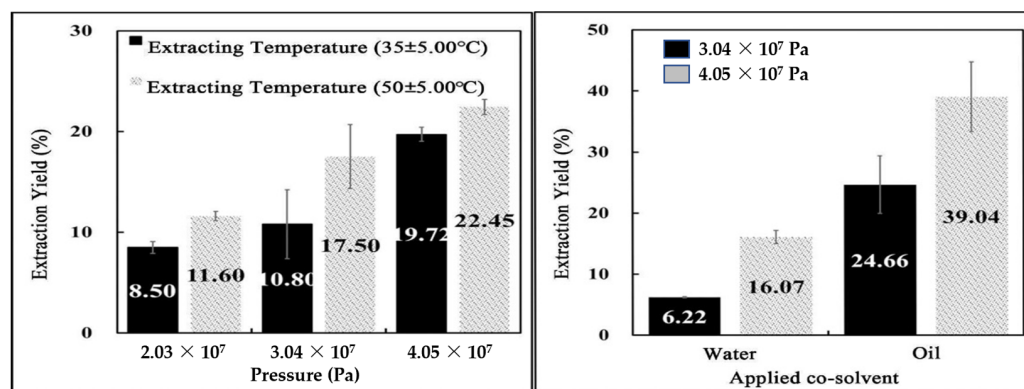 30
20
10
0
Extraction Yield (%)
Extracting Temperature (35±5.00°C)
Extracting Temperature (50±5.00°C)
8.50
11.60
10.80
17.50
19.72
22.45
2.03 × 10⁷
3.04 × 10⁷
4.05 × 10⁷
Pressure (Pa)
50
40
30
20
10
0
Extraction Yield (%)
3.04 × 10⁷ Pa
4.05 × 10⁷ Pa
6.22
16.07
24.66
39.04
Water
Oil
Applied co-solvent